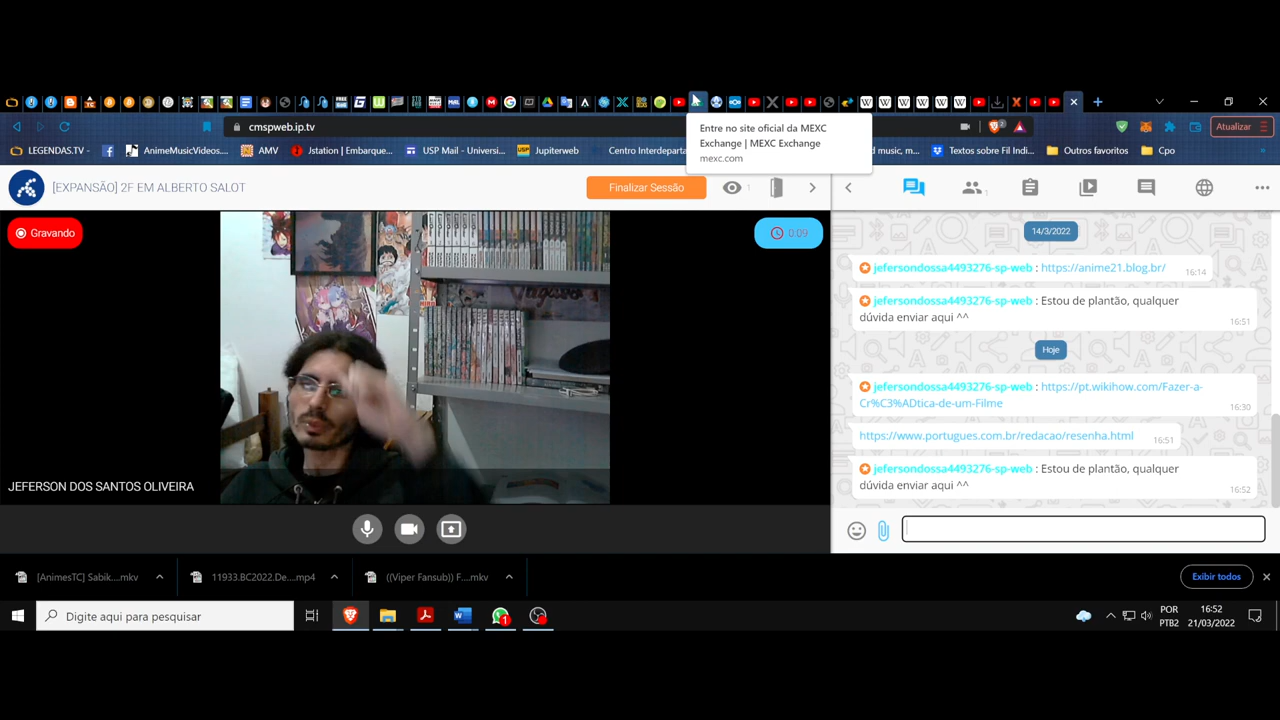 Entre no site oficial da MEXC
Exchange | MEXC Exchange
mexc.com
cmspweb.ip.tv
Atualizar
LEGENDAS.TV -
AnimeMusicVideos....
AMV
Jstation | Embarque...
USP Mail - Universi...
Jupiterweb
Centro Interdeparta
d music, m...
Textos sobre Fil Indi...
Outros favoritos
Cpo
[EXPANSÃO] 2F EM ALBERTO SALOT
Finalizar Sessão
1
1
Gravando
0:09
14/3/2022
jefersondossa4493276-sp-web : https://anime21.blog.br/
16:14
jefersondossa4493276-sp-web : Estou de plantão, qualquer
dúvida enviar aqui ^^
16:51
Hoje
jefersondossa4493276-sp-web : https://pt.wikihow.com/Fazer-a-
Cr%C3%ADtica-de-um-Filme
16:30
https://www.portugues.com.br/redacao/resenha.html
16:51
jefersondossa4493276-sp-web : Estou de plantão, qualquer
dúvida enviar aqui ^^
16:52
JEFERSON DOS SANTOS OLIVEIRA
[AnimesTC] Sabik....mkv
11933.BC2022.De....mp4
((Viper Fansub)) F....mkv
Exibir todos
Digite aqui para pesquisar
POR
PTB2
16:52
21/03/2022